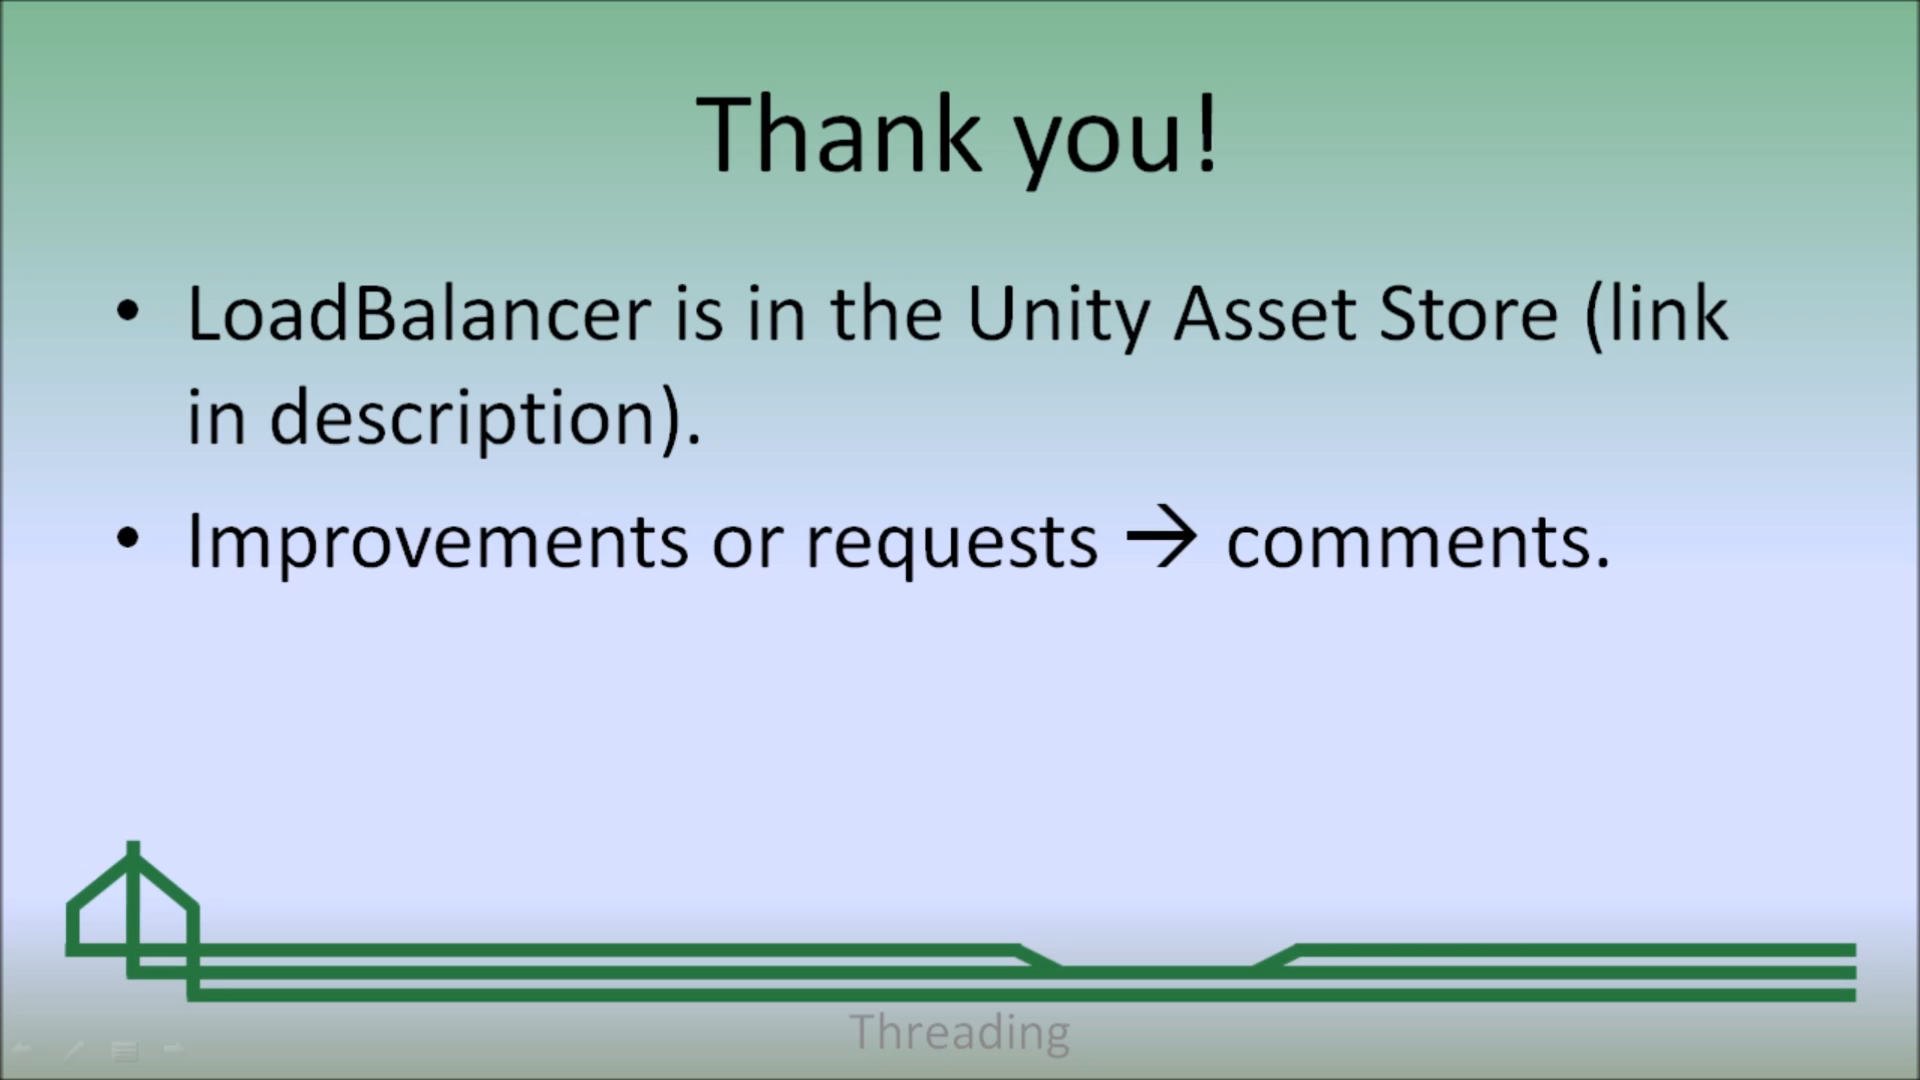 Thank you!
• LoadBalancer is in the Unity Asset Store (link
in description).
• Improvements or requests → comments.
Threading